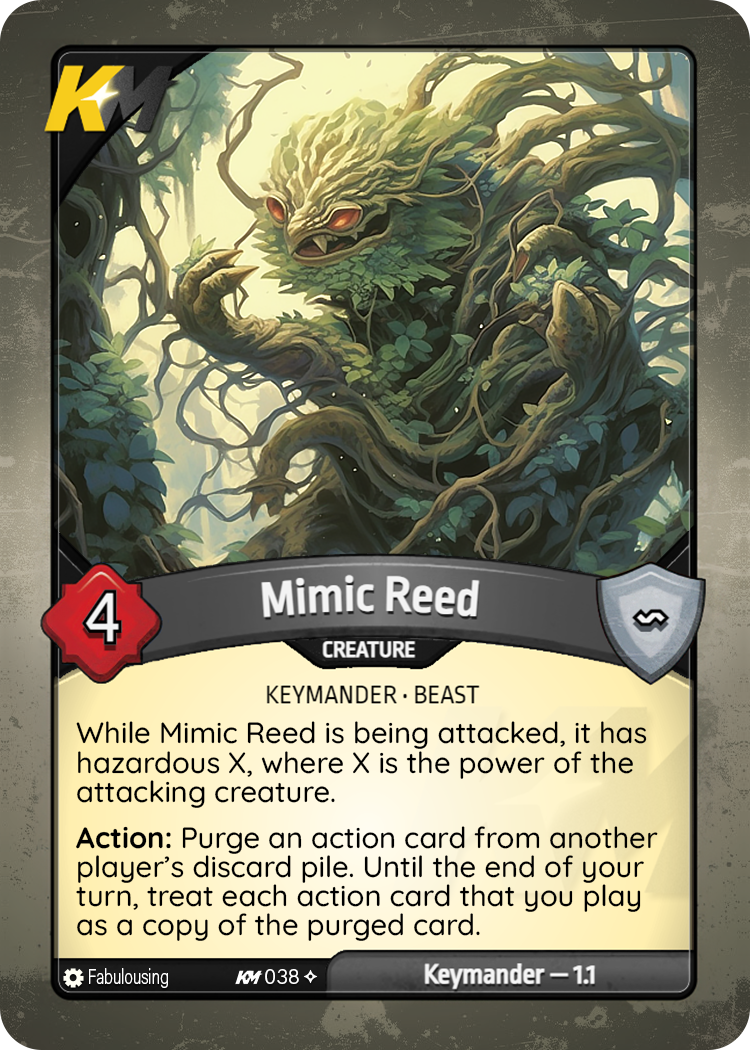 KM
4
Mimic Reed
CREATURE
KEYMANDER · BEAST
While Mimic Reed is being attacked, it has
hazardous X, where X is the power of the
attacking creature.
Action: Purge an action card from another
player’s discard pile. Until the end of your
turn, treat each action card that you play
as a copy of the purged card.
Fabulousing
KM 038
Keymander — 1.1